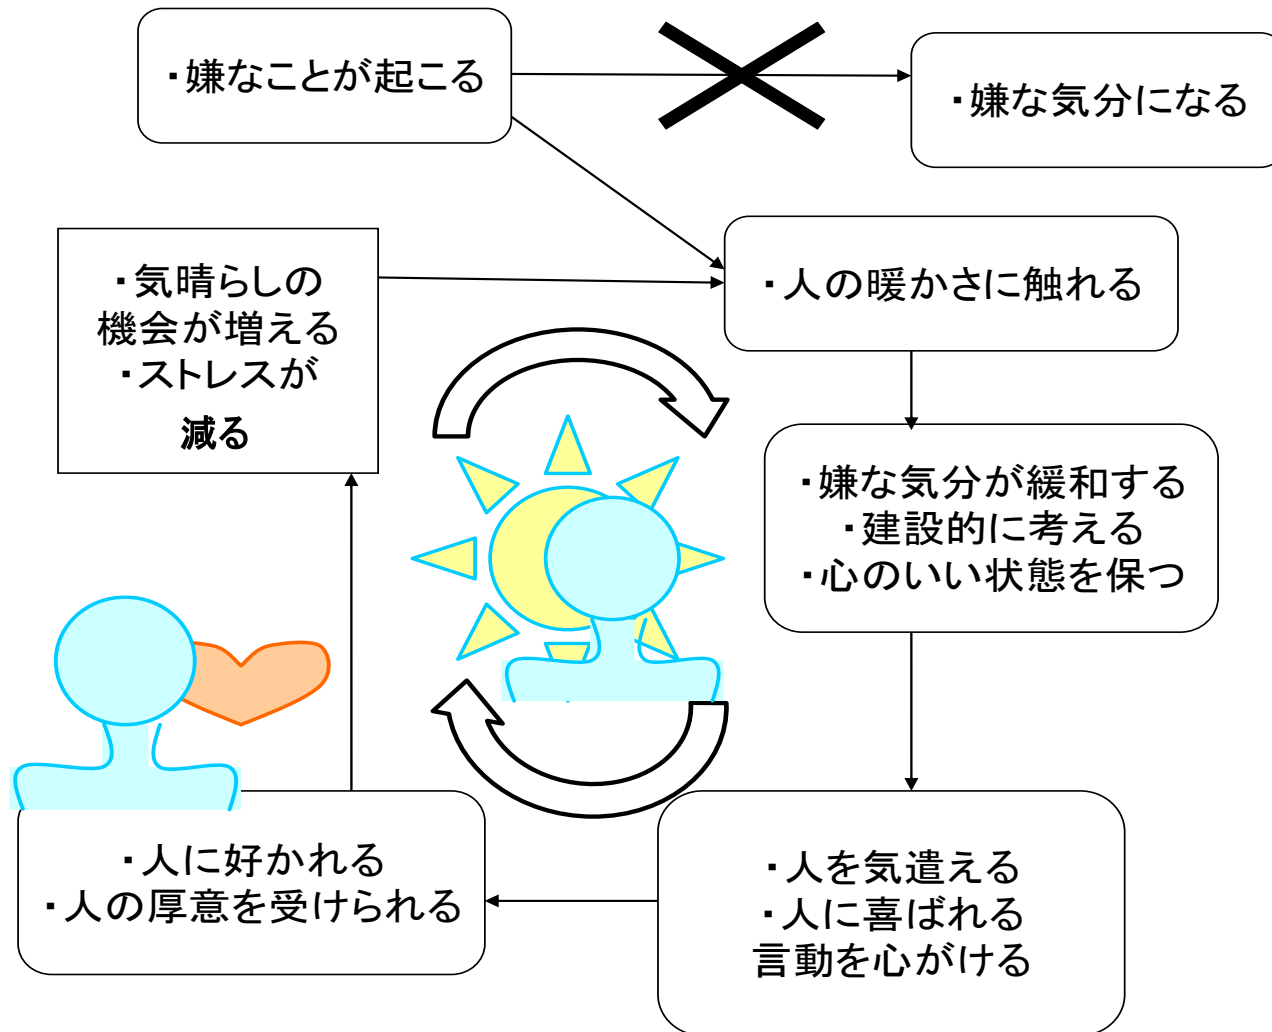 ・嫌なことが起こる
・嫌な気分になる
・気晴らしの
機会が増える
・ストレスが
減る
・人の暖かさに触れる
・嫌な気分が緩和する
・建設的に考える
・心のいい状態を保つ
・人に好かれる
・人の厚意を受けられる
・人を気遣える
・人に喜ばれる
言動を心がける